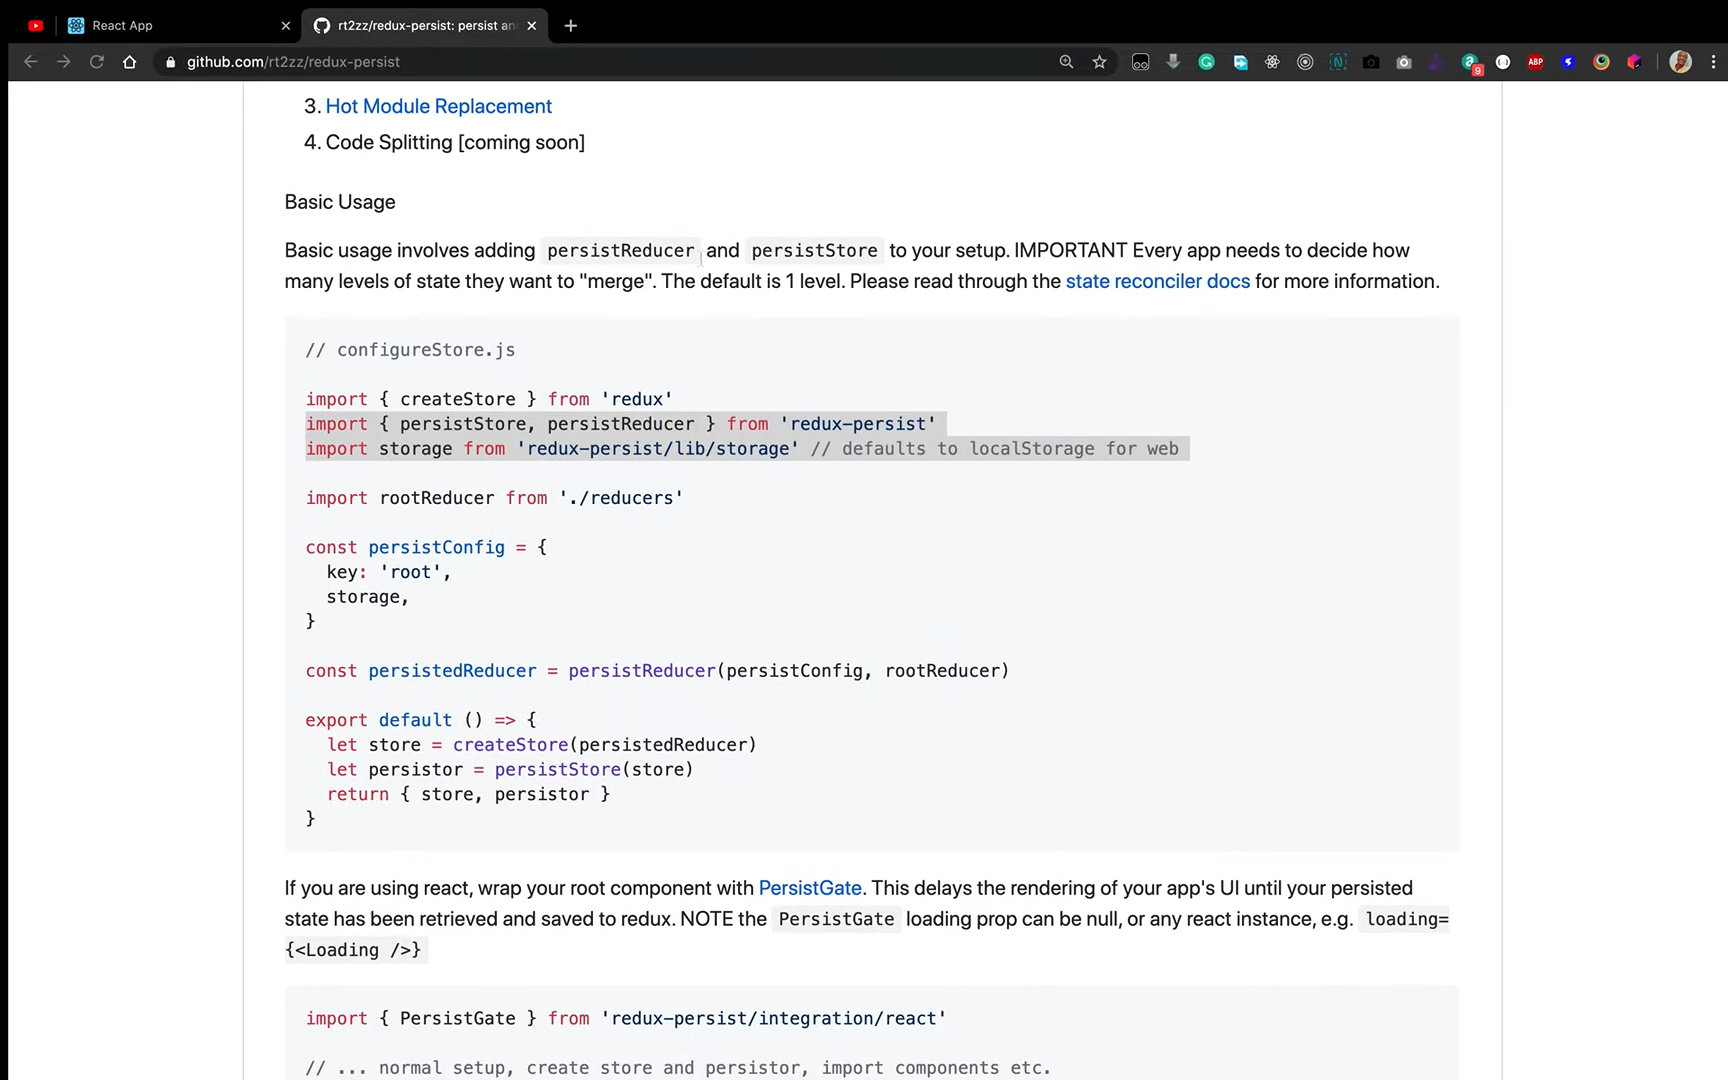 React App
rt2zz/redux-persist: persist an
github.com/rt2zz/redux-persist
9
ABP
3. Hot Module Replacement
4. Code Splitting [coming soon]
Basic Usage
Basic usage involves adding persistReducer and persistStore to your setup. IMPORTANT Every app needs to decide how
many levels of state they want to "merge". The default is 1 level. Please read through the state reconciler docs for more information.
// configureStore.js
import { createStore } from 'redux'
import { persistStore, persistReducer } from 'redux-persist'
import storage from 'redux-persist/lib/storage' // defaults to localStorage for web
import rootReducer from './reducers'
const persistConfig = {
key: 'root',
storage,
}
const persistedReducer = persistReducer(persistConfig, rootReducer)
export default () => {
let store = createStore(persistedReducer)
let persistor = persistStore(store)
return { store, persistor }
}
If you are using react, wrap your root component with PersistGate. This delays the rendering of your app's UI until your persisted
state has been retrieved and saved to redux. NOTE the PersistGate loading prop can be null, or any react instance, e.g. loading=
{<Loading />}
import { PersistGate } from 'redux-persist/integration/react'
// ... normal setup, create store and persistor, import components etc.